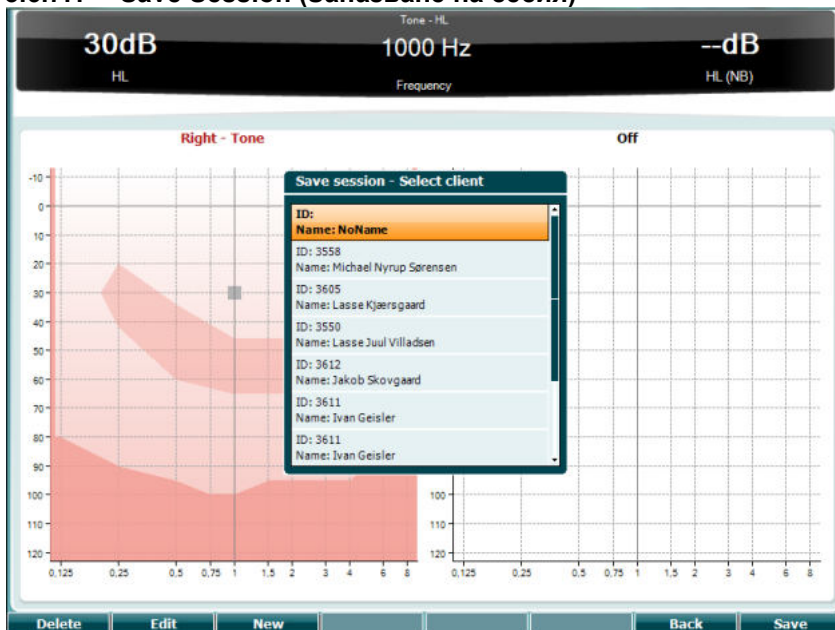 Save Session (Запазване на сесия)
Tone - HL
30dB 1000 Hz --dB
HL Frequency HL (NB)
Right - Tone Off
Save session - Select client
ID:
Name: NoName
ID: 3558
Name: Michael Nyrup Sørensen
ID: 3605
Name: Lasse Kjærsgaard
ID: 3550
Name: Lasse Juul Villadsen
ID: 3612
Name: Jakob Skovgaard
ID: 3611
Name: Ivan Geisler
ID: 3611
Name: Ivan Geisler
-10
0
10
20
30
40
50
60
70
80
90
100 100
110 110
120 120
0,125 0,25 0,5 0,75 1 1,5 2 3 4 6 8 0,125 0,25 0,5 0,75 1 1,5 2 3 4 6 8
Delete Edit New Back Save